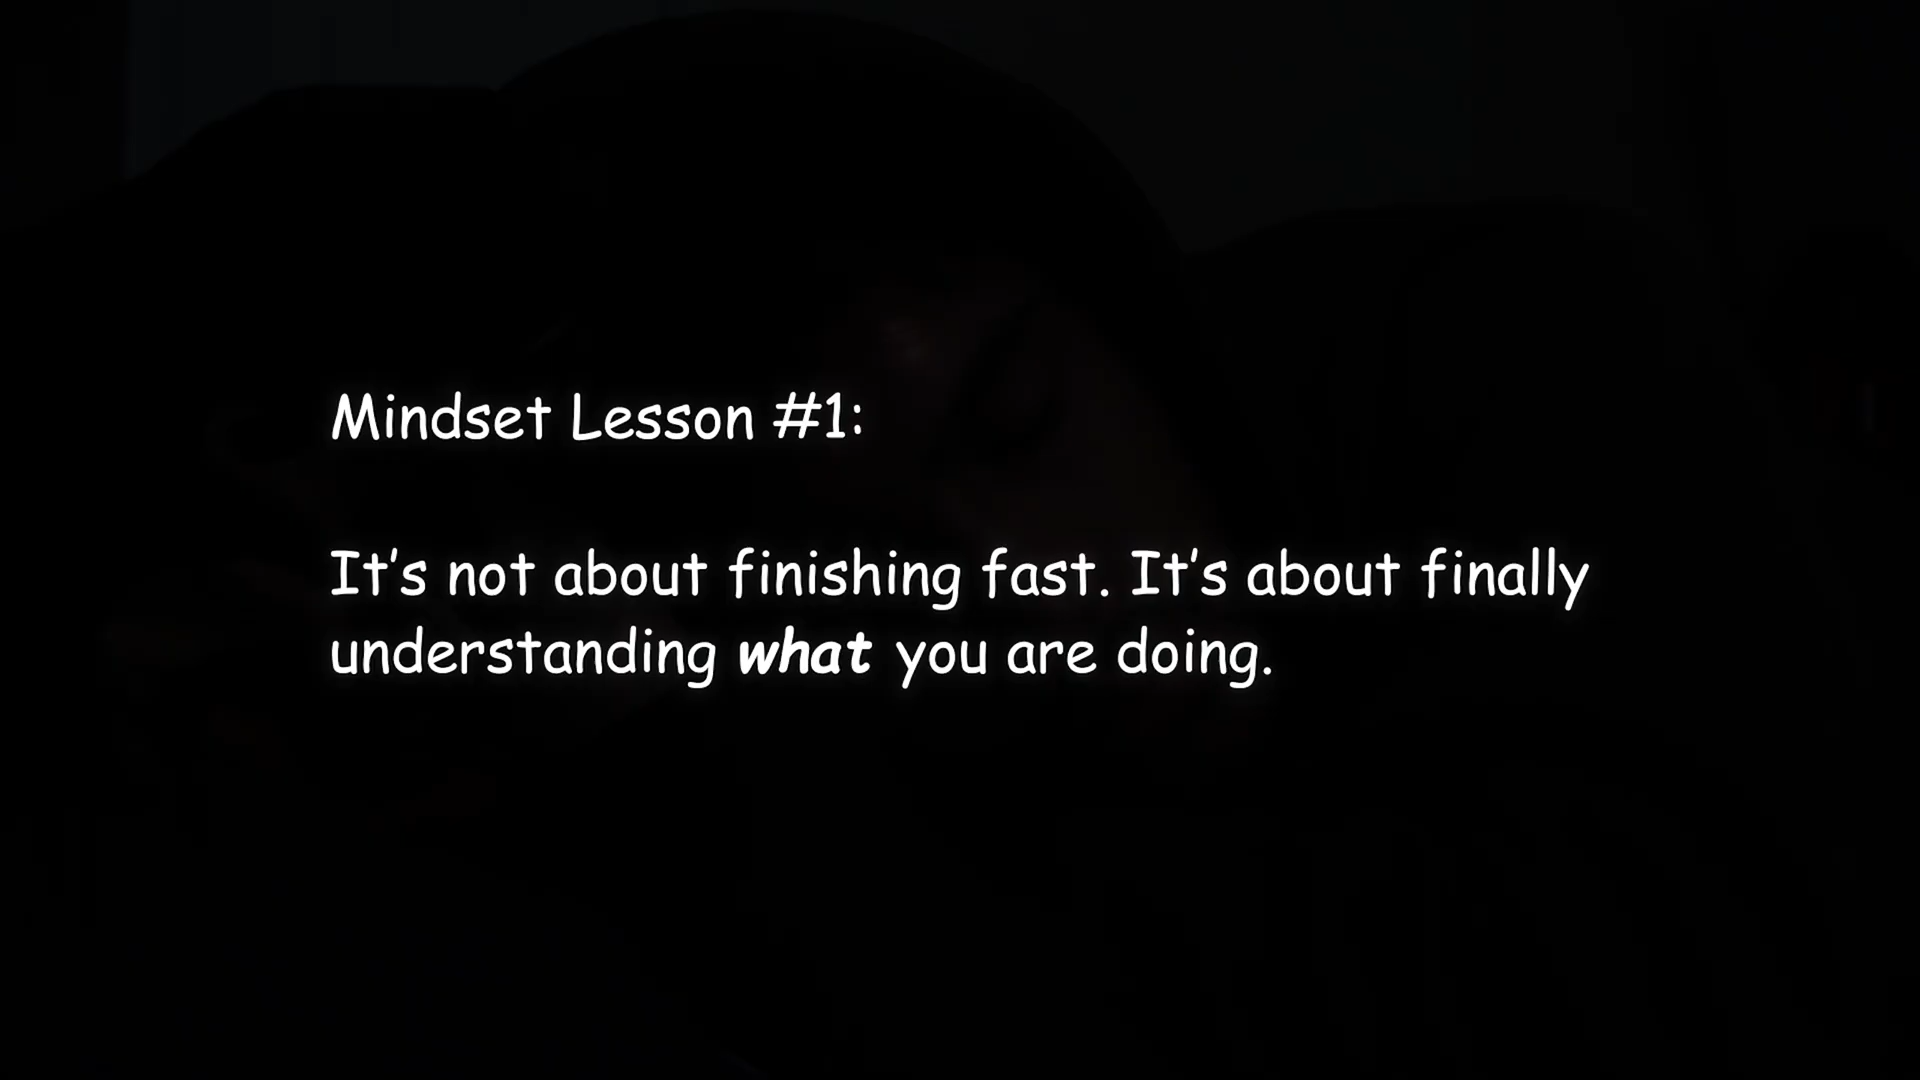 Mindset Lesson #1:
It's not about finishing fast. It's about finally
understanding what you are doing.